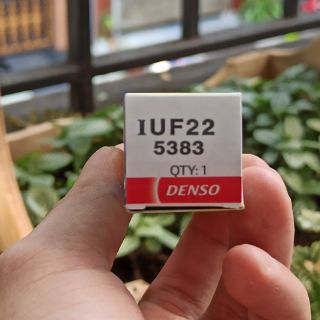 IUF22
5383
QTY: 1
DENSO